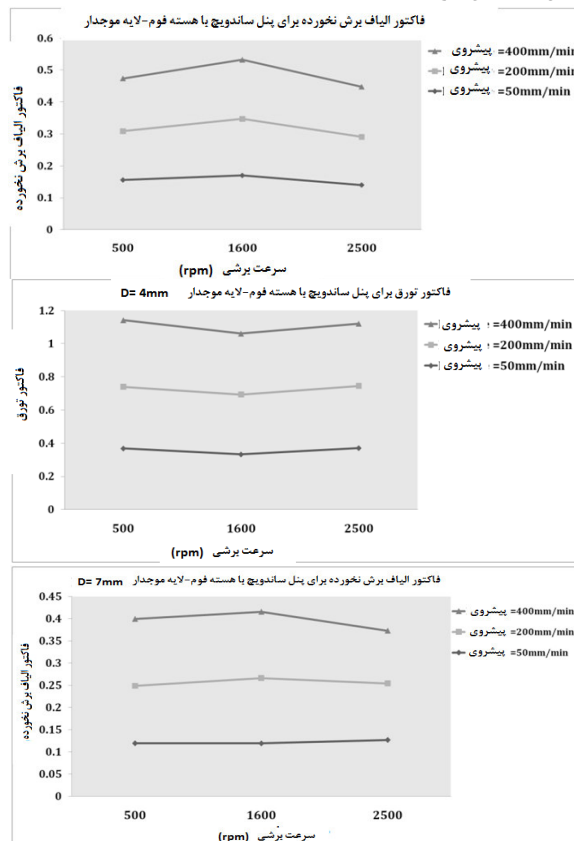 فاکتور الیاف برش نخورده برای پنل ساندویچ با هسته فوم-لایه موجدار
0.6
0.5
0.4
0.3
0.2
0.1
0
فاکتور الیاف برش نخورده
500
1600
2500
سرعت برشی (rpm)
پیشروی =400mm/min
پیشروی =200mm/min
پیشروی =50mm/min
فاکتور تورق برای پنل ساندویچ با هسته فوم-لایه موجدار D= 4mm
1.2
1
0.8
0.6
0.4
0.2
0
فاکتور تورق
500
1600
2500
سرعت برشی (rpm)
پیشروی =400mm/min
پیشروی =200mm/min
پیشروی =50mm/min
فاکتور الیاف برش نخورده برای پنل ساندویچ با هسته فوم-لایه موجدار D= 7mm
0.45
0.4
0.35
0.3
0.25
0.2
0.15
0.1
0.05
0
فاکتور الیاف برش نخورده
500
1600
2500
سرعت برشی (rpm)
پیشروی =400mm/min
پیشروی =200mm/min
پیشروی =50mm/min